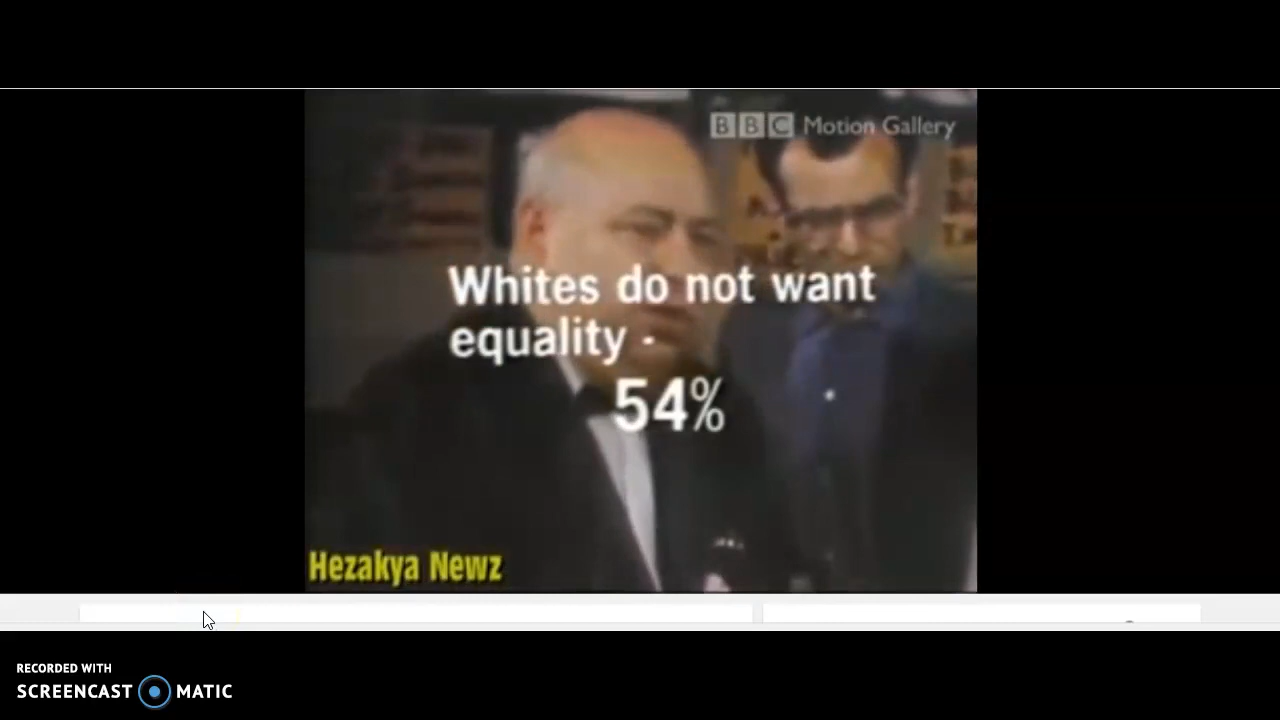 BBC Motion Gallery
Whites do not want
equality -
54%
Hezakya Newz
RECORDED WITH
SCREENCAST MATIC